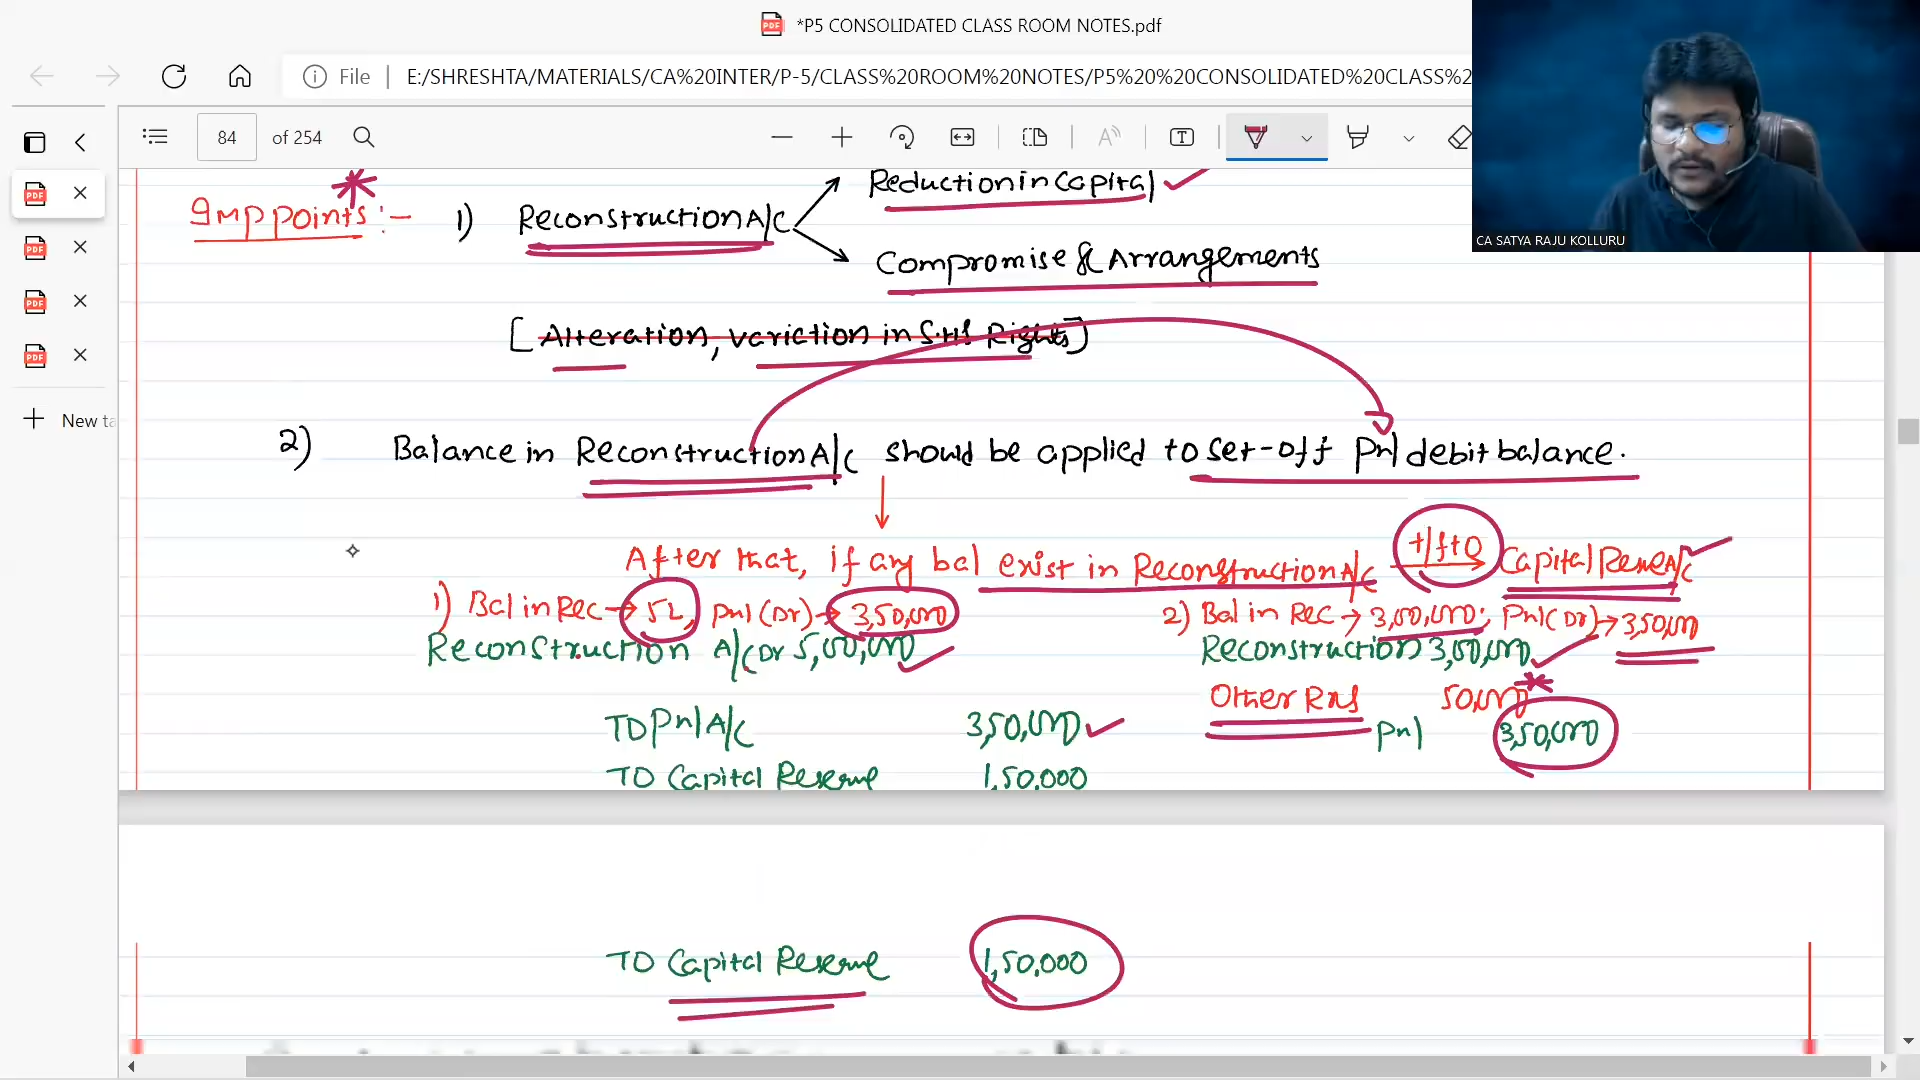 *P5 CONSOLIDATED CLASS ROOM NOTES.pdf
File E:/SHRESHTA/MATERIALS/CA%20INTER/P-5/CLASS%20ROOM%20NOTES/P5%20%20CONSOLIDATED%20CLASS%2
84 of 254
CA SATYA RAJU KOLLURU
New ta
Reduction in Capital
Imp points :- 1) Reconstruction A/C
Compromise & Arrangements
[Alteration, variation in S.H's Rights]
2) Balance in Reconstruction A/c should be applied to set-off Pnl debit balance.
After that, if any bal exist in Reconstruction A/C t/f to Capital Reserve A/c
1) Bal in Rec → 5L, Pnl (Dr) → 3,50,000 2) Bal in Rec → 3,00,000; Pnl (Dr) → 3,50,000
Reconstruction A/c Dr 5,00,000 Reconstruction 3,00,000
Other R&S 50,000
TO Pnl A/C 3,50,000 Pnl 3,50,000
TO Capital Reserve 1,50,000
TO Capital Reserve 1,50,000